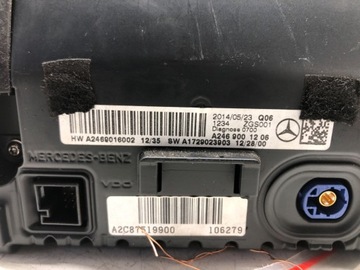 2014/05/23 Q06
1234 ZGS001
Diagnose 0700
A 246 900 12 06
HW A2469016002 12/35 SW A1729023903 12/28/00
MERCEDES-BENZ
VDO
A2C87519900 106279